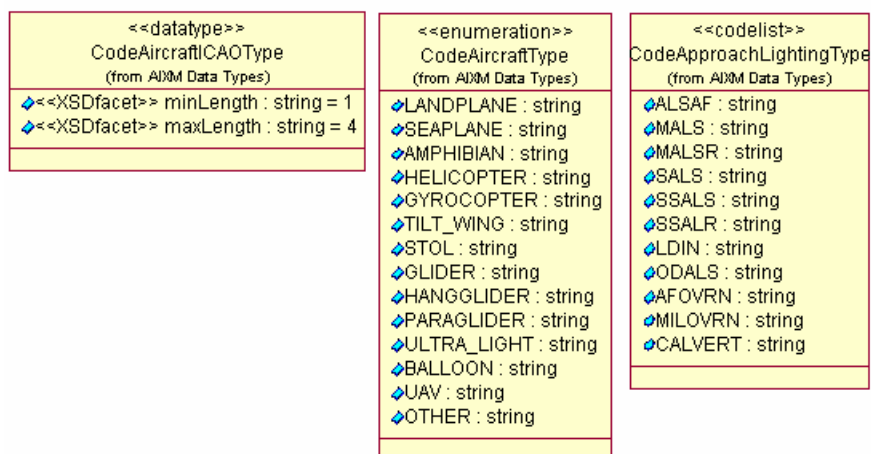 <<datatype>>
CodeAircraftICAOType
(from AIXM Data Types)
<<XSDfacet>> minLength : string = 1
<<XSDfacet>> maxLength : string = 4
<<enumeration>>
CodeAircraftType
(from AIXM Data Types)
LANDPLANE : string
SEAPLANE : string
AMPHIBIAN : string
HELICOPTER : string
GYROCOPTER : string
TILT_WING : string
STOL : string
GLIDER : string
HANGGLIDER : string
PARAGLIDER : string
ULTRA_LIGHT : string
BALLOON : string
UAV : string
OTHER : string
<<codelist>>
CodeApproachLightingType
(from AIXM Data Types)
ALSAF : string
MALS : string
MALSR : string
SALS : string
SSALS : string
SSALR : string
LDIN : string
ODALS : string
AFOVRN : string
MILOVRN : string
CALVERT : string